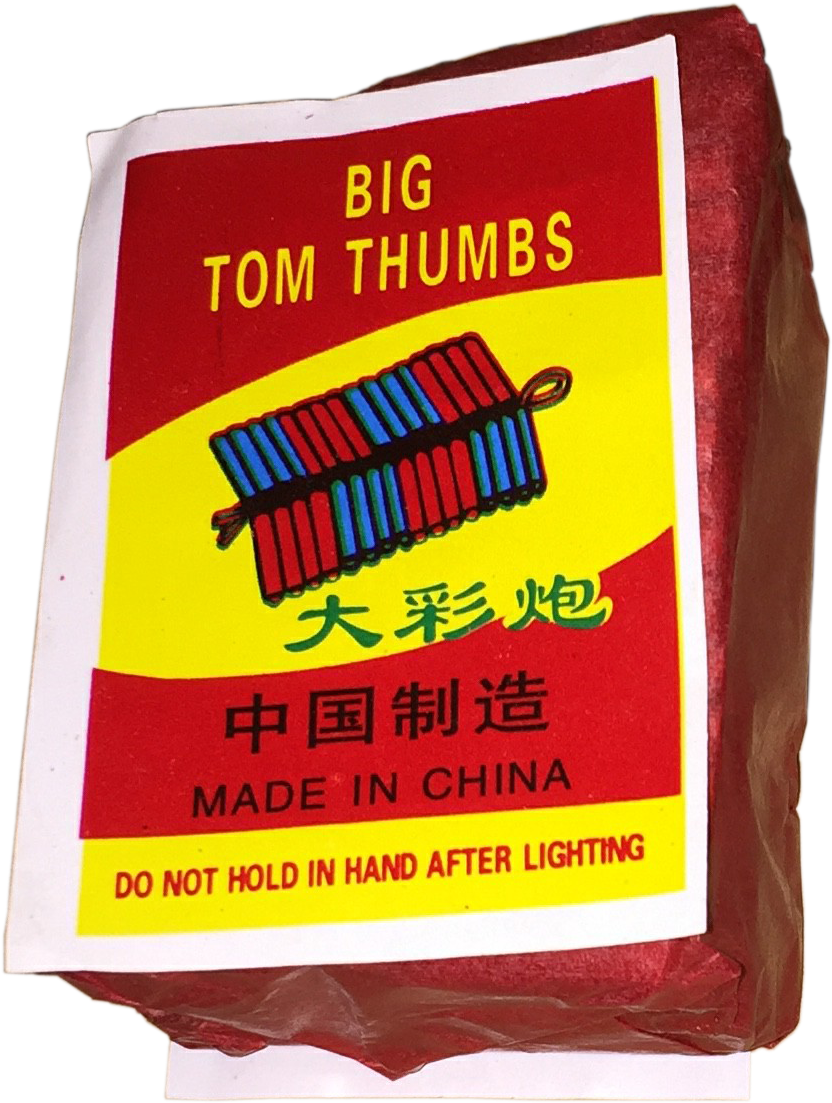 BIG
TOM THUMBS
大彩炮
中国制造
MADE IN CHINA
DO NOT HOLD IN HAND AFTER LIGHTING